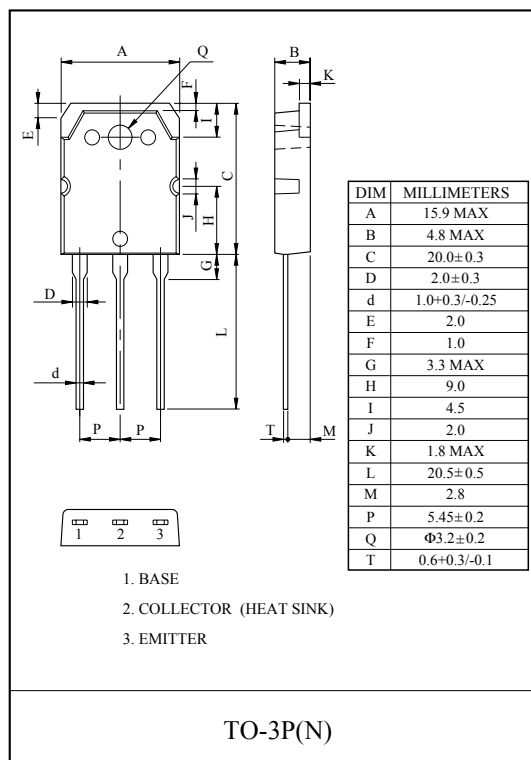 A
Q
B
K
F
E
I
C
J
H
G
D
L
d
P
P
T
M
DIM MILLIMETERS
A 15.9 MAX
B 4.8 MAX
C 20.0±0.3
D 2.0±0.3
d 1.0+0.3/-0.25
E 2.0
F 1.0
G 3.3 MAX
H 9.0
I 4.5
J 2.0
K 1.8 MAX
L 20.5±0.5
M 2.8
P 5.45±0.2
Q Φ3.2±0.2
T 0.6+0.3/-0.1
1 2 3
1. BASE
2. COLLECTOR (HEAT SINK)
3. EMITTER
TO-3P(N)